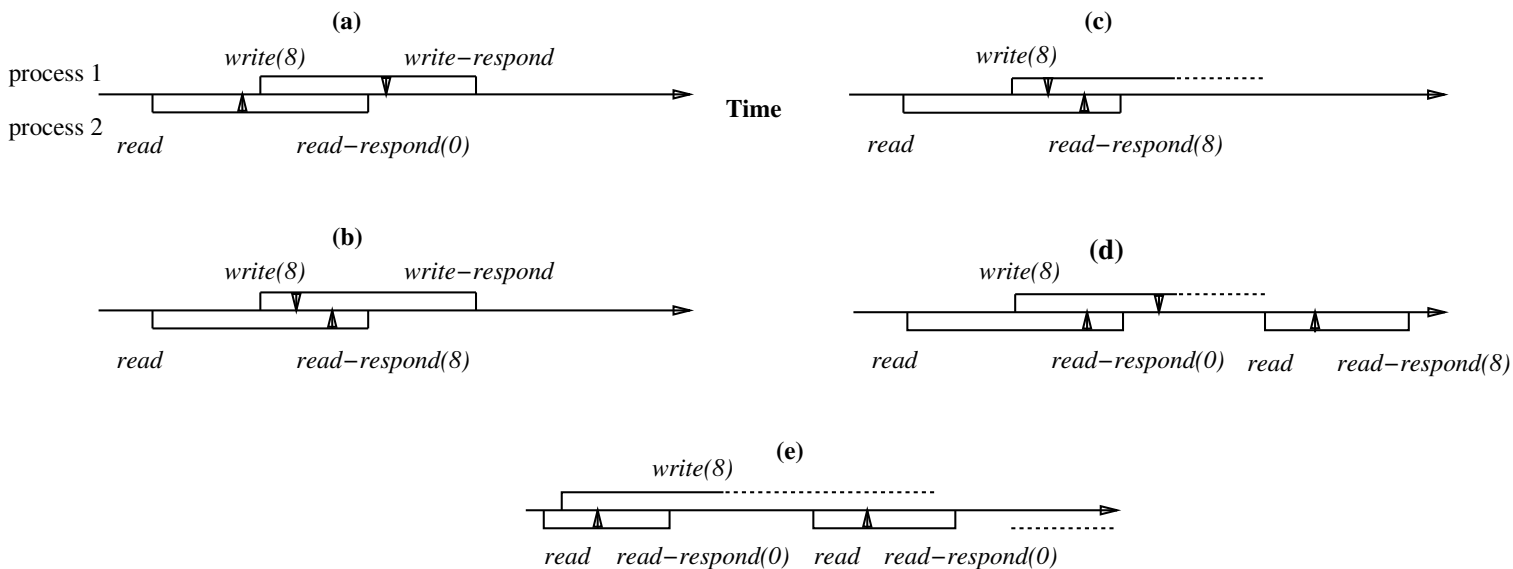 (a)
write(8) write−respond
process 1
process 2
read read−respond(0)
Time
(c)
write(8)
read read−respond(8)
(b)
write(8) write−respond
read read−respond(8)
(d)
write(8)
read read−respond(0) read read−respond(8)
(e)
write(8)
read read−respond(0) read read−respond(0)